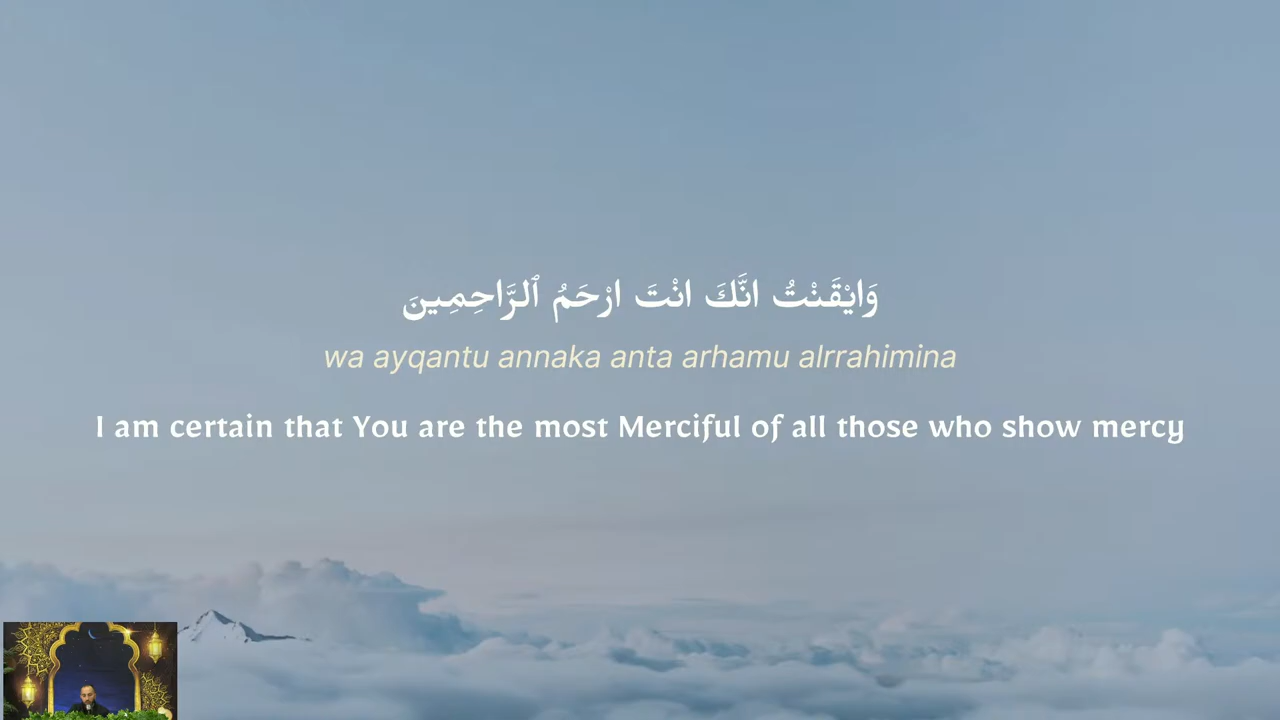 وَايْقَنْتُ انَّكَ انْتَ ارْحَمُ ٱلرَّاحِمِينَ
wa ayqantu annaka anta arhamu alrrahimina
I am certain that You are the most Merciful of all those who show mercy